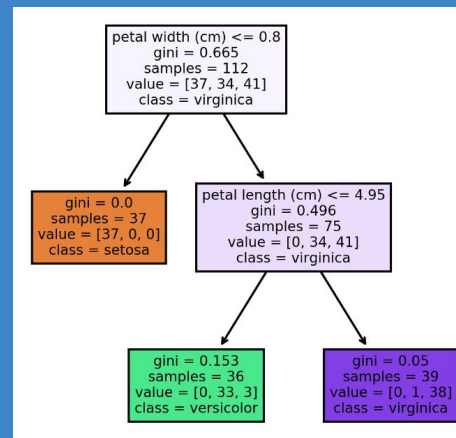 petal width (cm) <= 0.8
gini = 0.665
samples = 112
value = [37, 34, 41]
class = virginica
gini = 0.0
samples = 37
value = [37, 0, 0]
class = setosa
petal length (cm) <= 4.95
gini = 0.496
samples = 75
value = [0, 34, 41]
class = virginica
gini = 0.153
samples = 36
value = [0, 33, 3]
class = versicolor
gini = 0.05
samples = 39
value = [0, 1, 38]
class = virginica